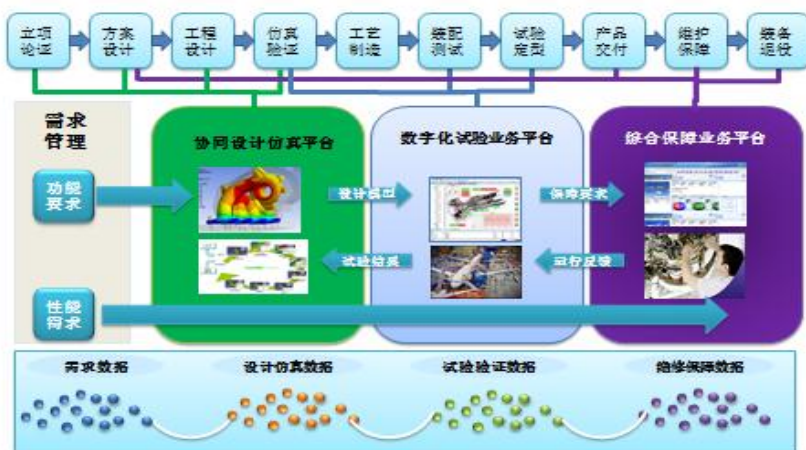 立项
论证
方案
设计
工程
设计
仿真
验证
工艺
制造
装配
测试
试验
定型
产品
交付
维护
保障
装备
退役
需求
管理
协同设计仿真平台
数字化试验业务平台
综合保障业务平台
功能
要求
设计模型
保障要求
试验结果
运行反馈
性能
需求
需求数据
设计仿真数据
试验验证数据
维修保障数据